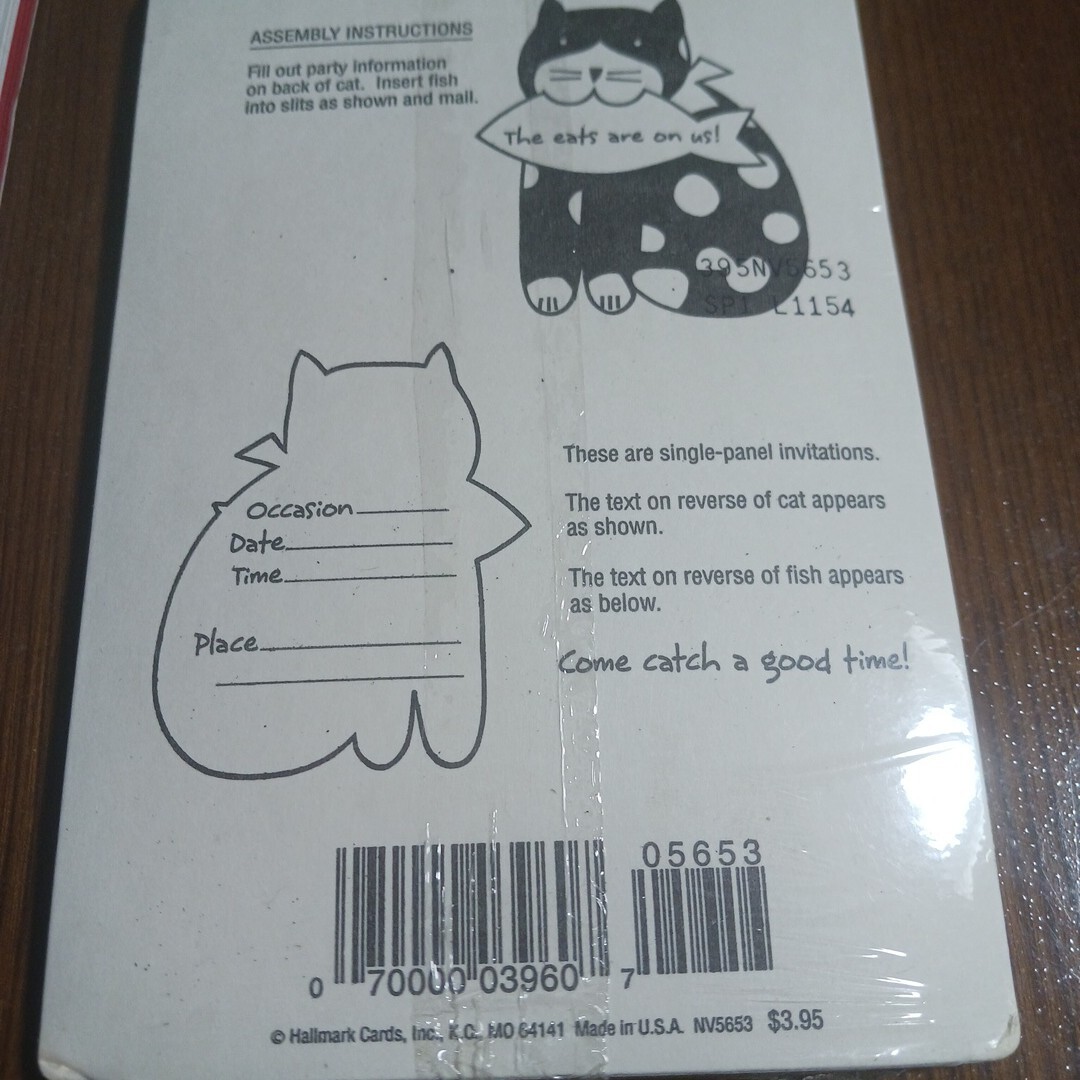 ASSEMBLY INSTRUCTIONS
Fill out party information
on back of cat. Insert fish
into slits as shown and mail.
The eats are on us!
395NV5653
SPI L1154
Occasion
Date
Time
Place
These are single-panel invitations.
The text on reverse of cat appears
as shown.
The text on reverse of fish appears
as below.
Come catch a good time!
05653
0 70000 03960 7
© Hallmark Cards, Inc., K.C., MO 64141 Made in U.S.A. NV5653 $3.95